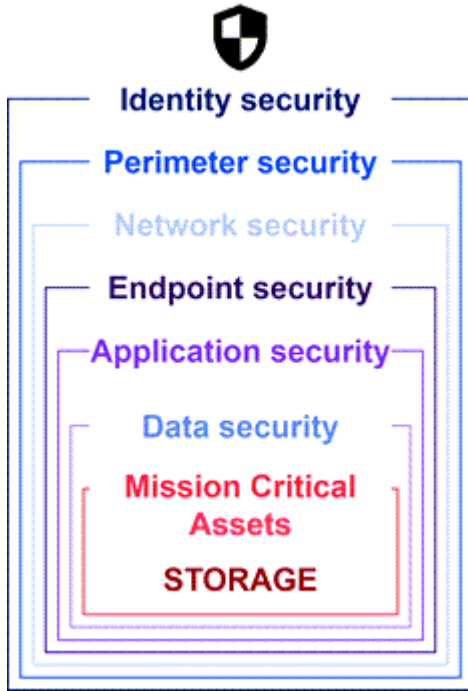 Identity security
Perimeter security
Network security
Endpoint security
Application security
Data security
Mission Critical
Assets
STORAGE